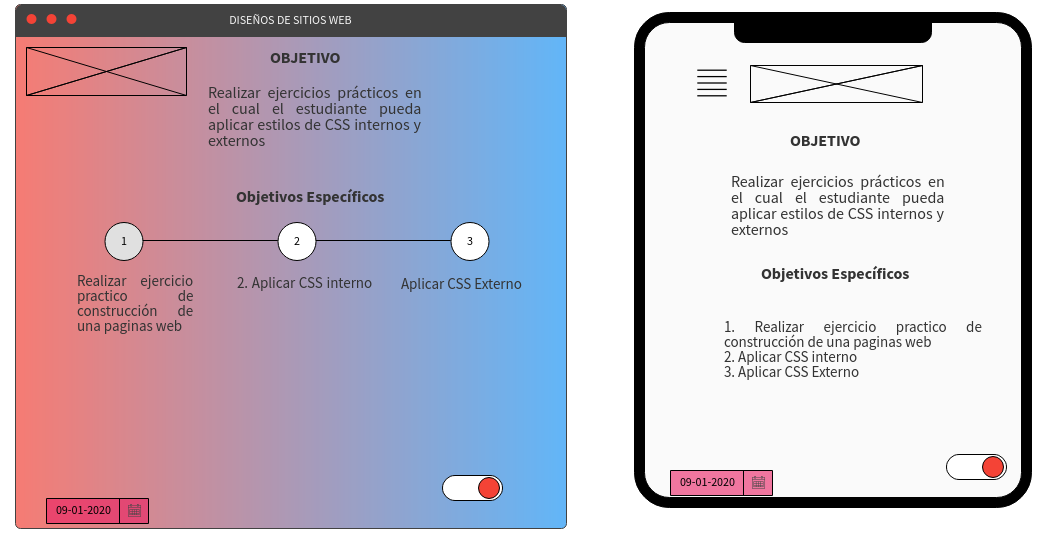 DISEÑOS DE SITIOS WEB
OBJETIVO
Realizar ejercicios prácticos en
el cual el estudiante pueda
aplicar estilos de CSS internos y
externos
Objetivos Específicos
1
2
3
Realizar ejercicio
practico de
construcción de
una paginas web
2. Aplicar CSS interno
Aplicar CSS Externo
09-01-2020
OBJETIVO
Realizar ejercicios prácticos en
el cual el estudiante pueda
aplicar estilos de CSS internos y
externos
Objetivos Específicos
1. Realizar ejercicio practico de
construcción de una paginas web
2. Aplicar CSS interno
3. Aplicar CSS Externo
09-01-2020